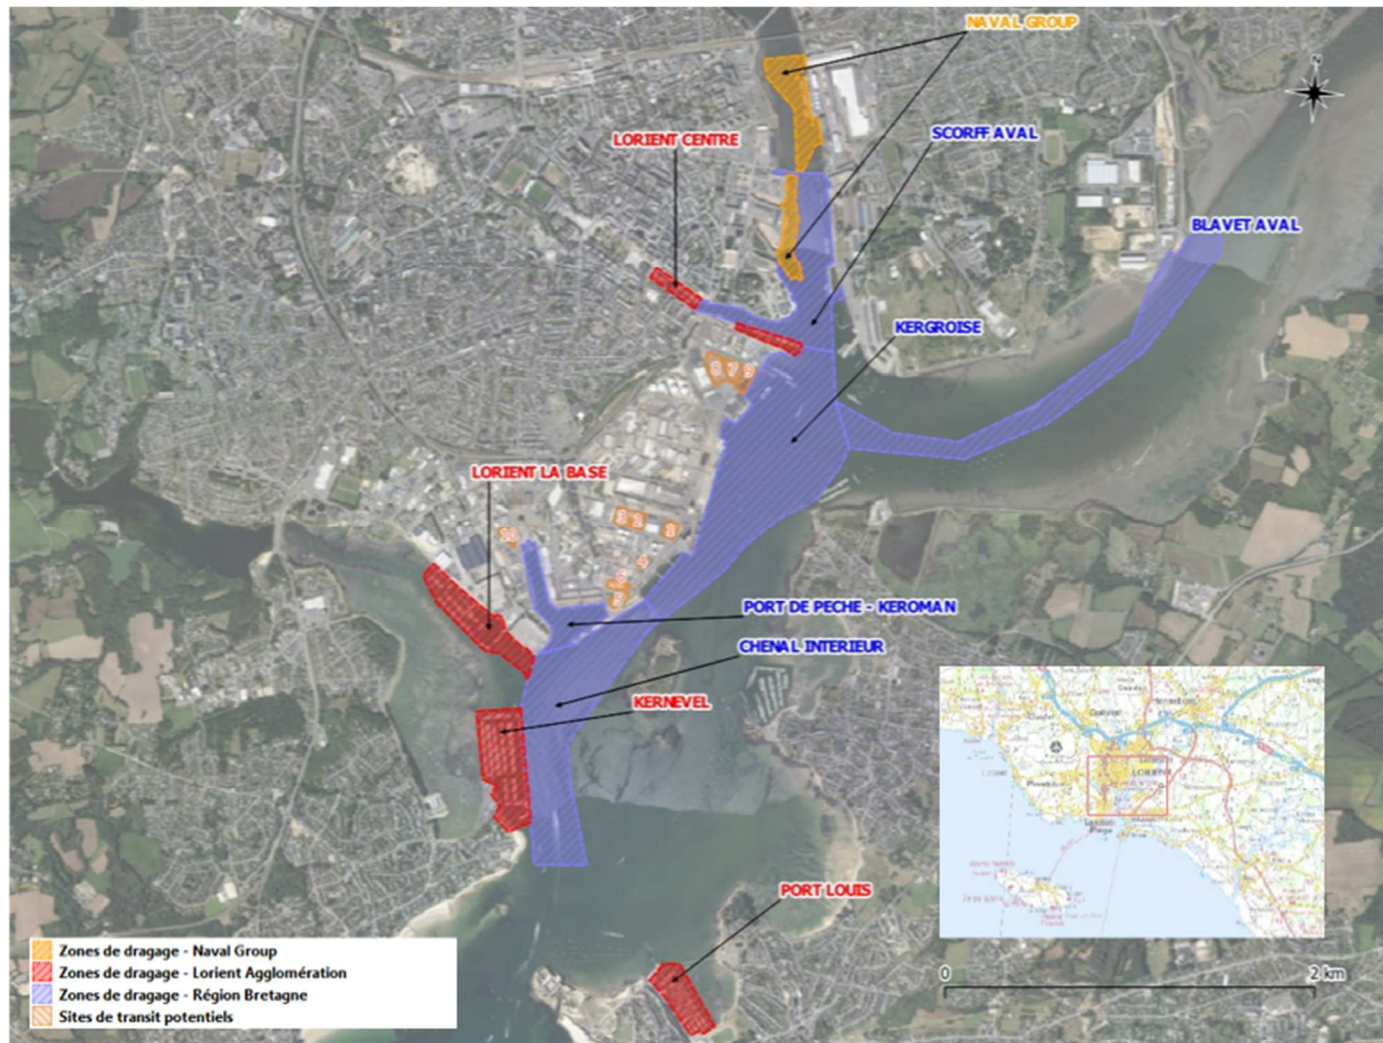 NAVAL GROUP
N
LORIENT CENTRE
SCORFF AVAL
BLAVET AVAL
KERGROISE
LORIENT LA BASE
10
PORT DE PECHE - KEROMAN
CHENAL INTERIEUR
KERNEVEL
LORIENT
PORT LOUIS
Zones de dragage - Naval Group
Zones de dragage - Lorient Agglomération
Zones de dragage - Région Bretagne
Sites de transit potentiels
0
2 km